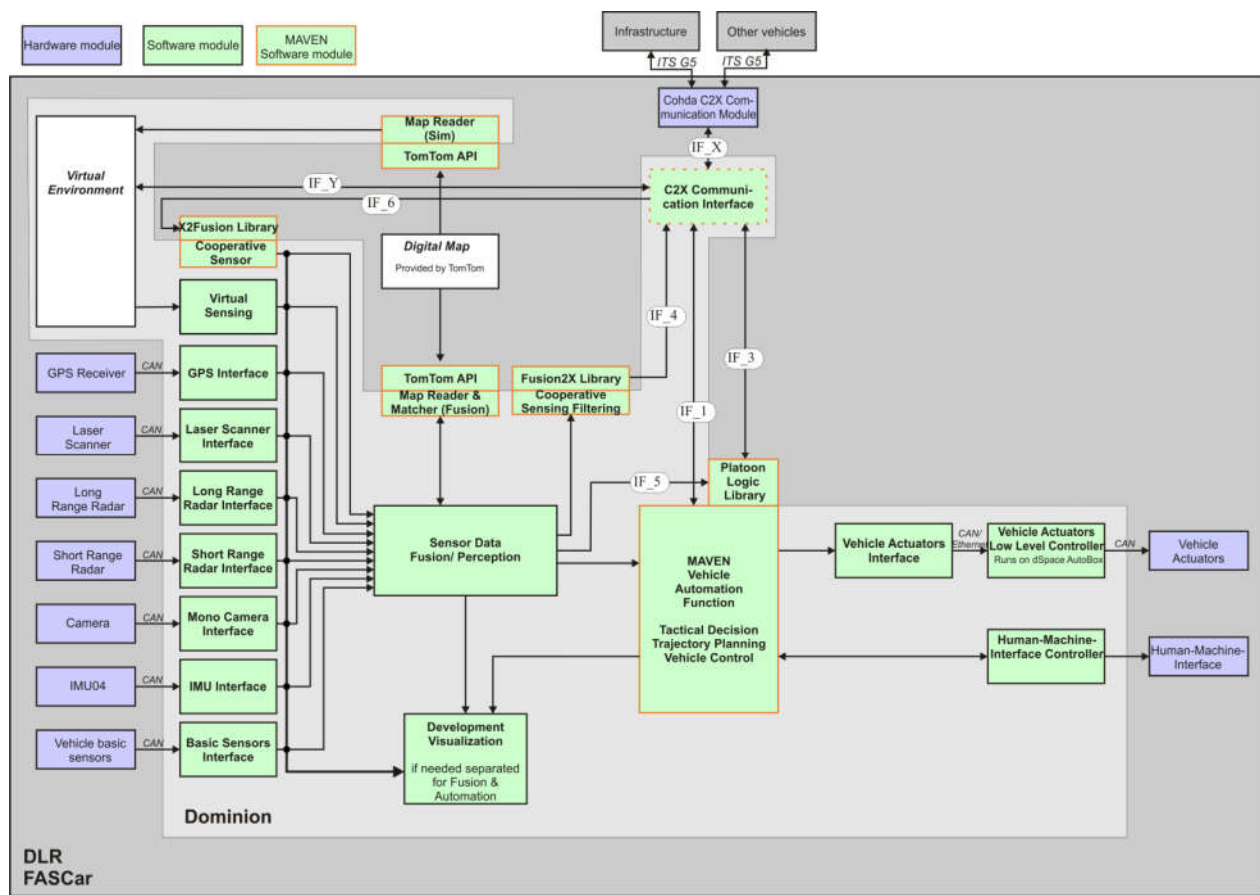 Hardware module
Software module
MAVEN
Software module
Infrastructure
Other vehicles
ITS G5
ITS G5
Cohda C2X Com-
munication Module
IF_X
Map Reader
(Sim)
TomTom API
Virtual
Environment
IF_Y
IF_6
C2X Communi-
cation Interface
X2Fusion Library
Cooperative
Sensor
Digital Map
Provided by TomTom
Virtual
Sensing
IF_4
IF_3
IF_1
GPS Receiver
CAN
GPS Interface
TomTom API
Map Reader &
Matcher (Fusion)
Fusion2X Library
Cooperative
Sensing Filtering
Laser
Scanner
CAN
Laser Scanner
Interface
Long
Range Radar
CAN
Long Range
Radar Interface
IF_5
Platoon
Logic
Library
Short Range
Radar
CAN
Short Range
Radar Interface
Sensor Data
Fusion/ Perception
MAVEN
Vehicle
Automation
Function
Tactical Decision
Trajectory Planning
Vehicle Control
Vehicle Actuators
Interface
CAN/
Ethernet
Vehicle Actuators
Low Level Controller
Runs on dSpace AutoBox
CAN
Vehicle
Actuators
Camera
CAN
Mono Camera
Interface
Human-Machine-
Interface Controller
Human-Machine-
Interface
IMU04
CAN
IMU Interface
Vehicle basic
sensors
CAN
Basic Sensors
Interface
Development
Visualization
if needed separated
for Fusion &
Automation
Dominion
DLR
FASCar